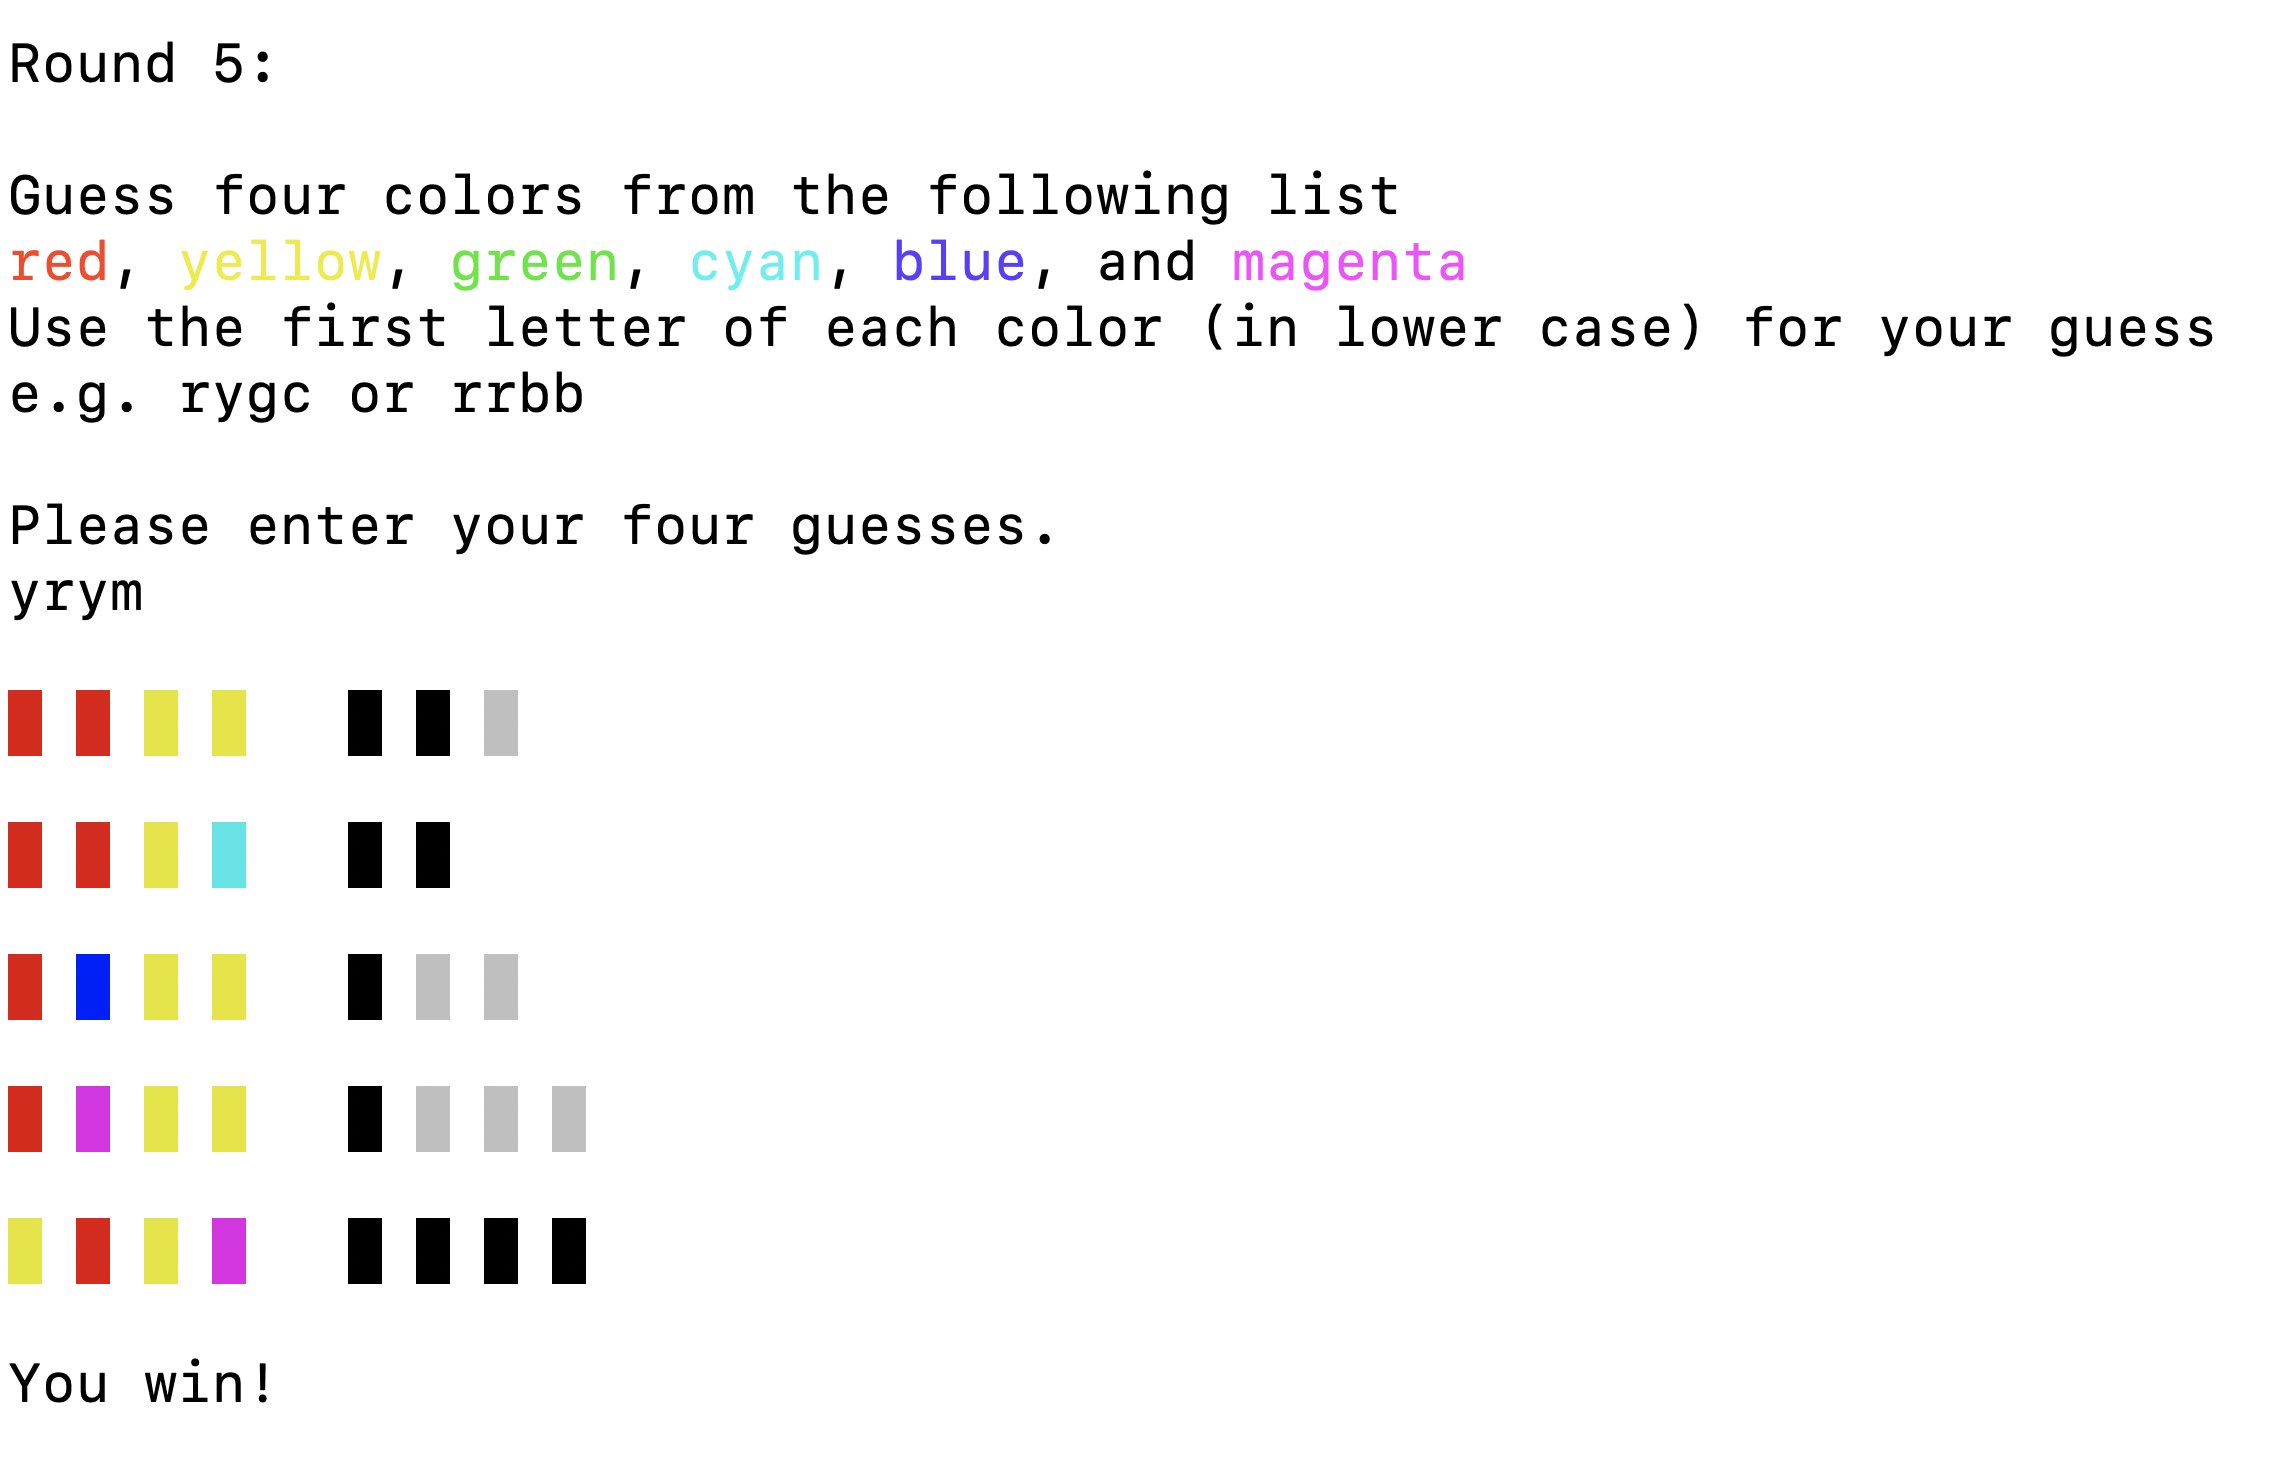 Round 5:
Guess four colors from the following list
red, yellow, green, cyan, blue, and magenta
Use the first letter of each color (in lower case) for your guess
e.g. rygc or rrbb
Please enter your four guesses.
yrym
You win!